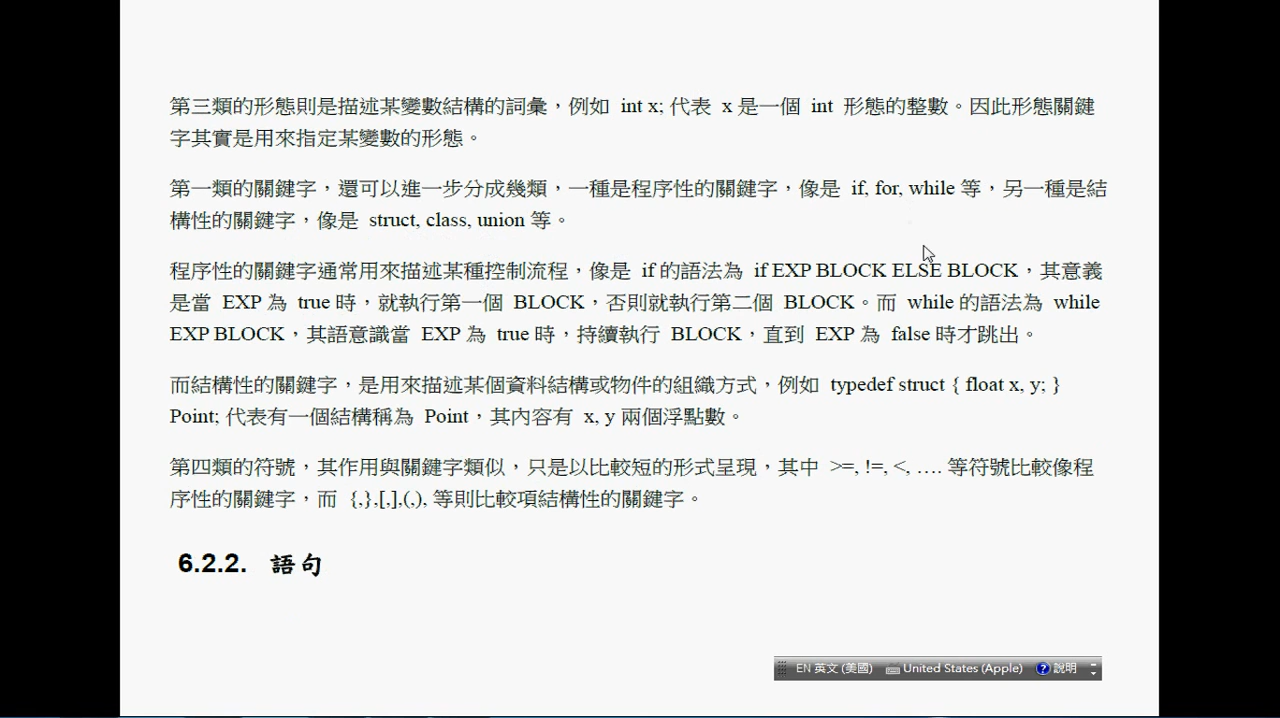 第三類的形態則是描述某變數結構的詞彙，例如 int x; 代表 x 是一個 int 形態的整數。因此形態關鍵
字其實是用來指定某變數的形態。
第一類的關鍵字，還可以進一步分成幾類，一種是程序性的關鍵字，像是 if, for, while 等，另一種是結
構性的關鍵字，像是 struct, class, union 等。
程序性的關鍵字通常用來描述某種控制流程，像是 if 的語法為 if EXP BLOCK ELSE BLOCK，其意義
是當 EXP 為 true 時，就執行第一個 BLOCK，否則就執行第二個 BLOCK。而 while 的語法為 while
EXP BLOCK，其語意識當 EXP 為 true 時，持續執行 BLOCK，直到 EXP 為 false 時才跳出。
而結構性的關鍵字，是用來描述某個資料結構或物件的組織方式，例如 typedef struct { float x, y; }
Point; 代表有一個結構稱為 Point，其內容有 x, y 兩個浮點數。
第四類的符號，其作用與關鍵字類似，只是以比較短的形式呈現，其中 >=, !=, <, …. 等符號比較像程
序性的關鍵字，而 {,},[,],(,), 等則比較項結構性的關鍵字。
6.2.2. 語句
EN 英文 (美國) United States (Apple) ? 說明